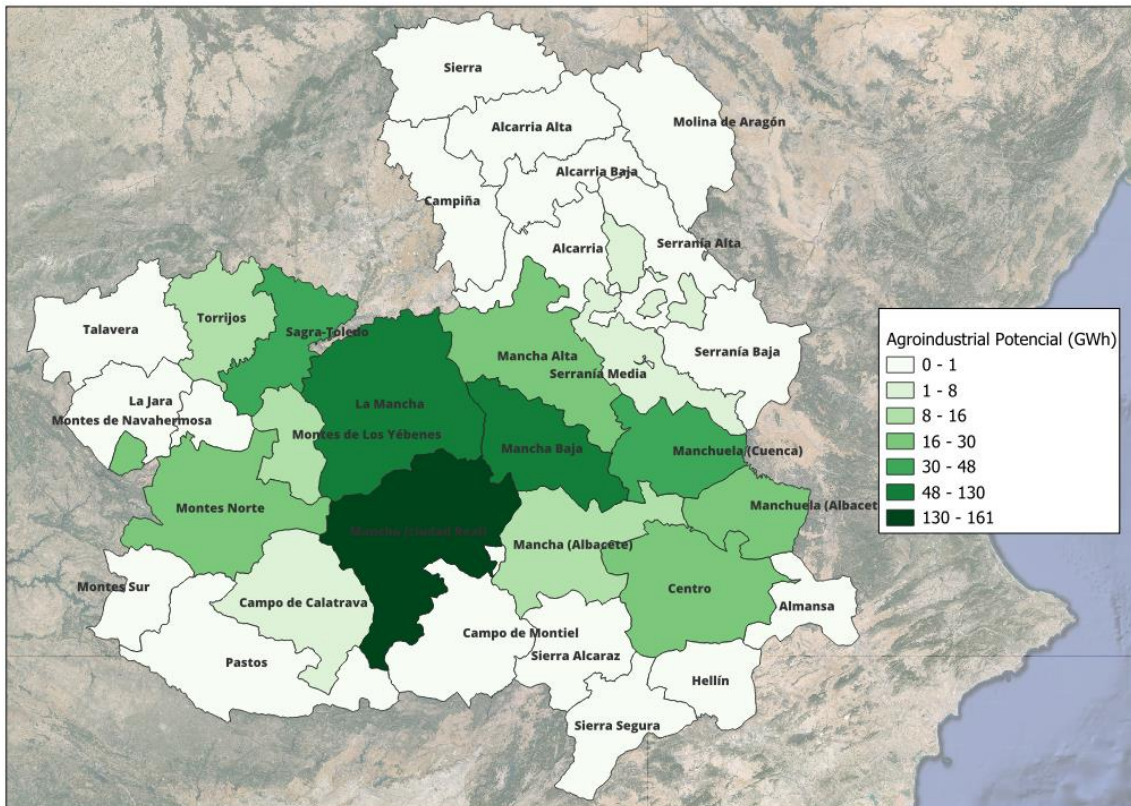 Sierra
Molina de Aragón
Alcarria Alta
Alcarria Baja
Campiña
Alcarria
Serranía Alta
Talavera
Torrijos
Sagra-Toledo
Mancha Alta
Serranía Baja
Serranía Media
La Jara
La Mancha
Montes de Navahermosa
Montes de Los Yébenes
Mancha Baja
Manchuela (Cuenca)
Montes Norte
Manchuela (Albacet
Mancha (Ciudad Real)
Mancha (Albacete)
Montes Sur
Campo de Calatrava
Centro
Almansa
Campo de Montiel
Pastos
Sierra Alcaraz
Hellín
Sierra Segura
Agroindustrial Potencial (GWh)
0 - 1
1 - 8
8 - 16
16 - 30
30 - 48
48 - 130
130 - 161